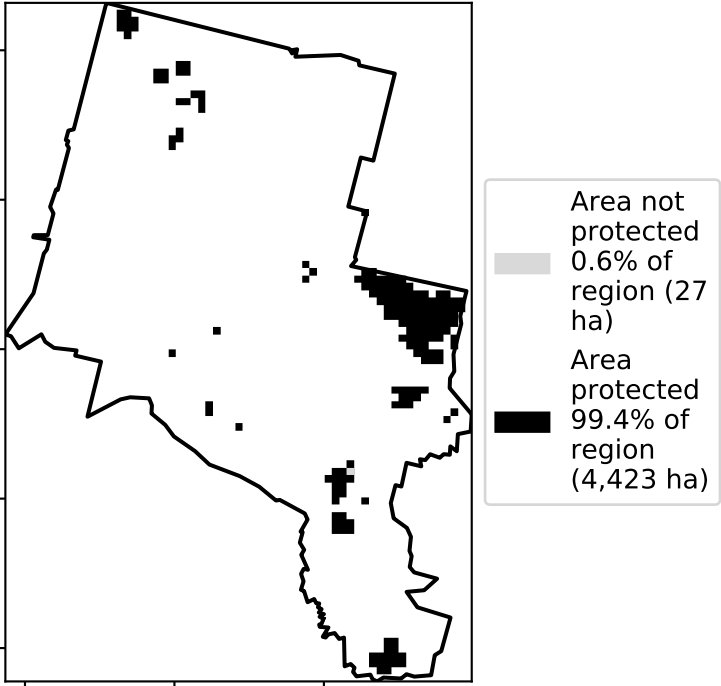 Area not
protected
0.6% of
region (27
ha)
Area
protected
99.4% of
region
(4,423 ha)